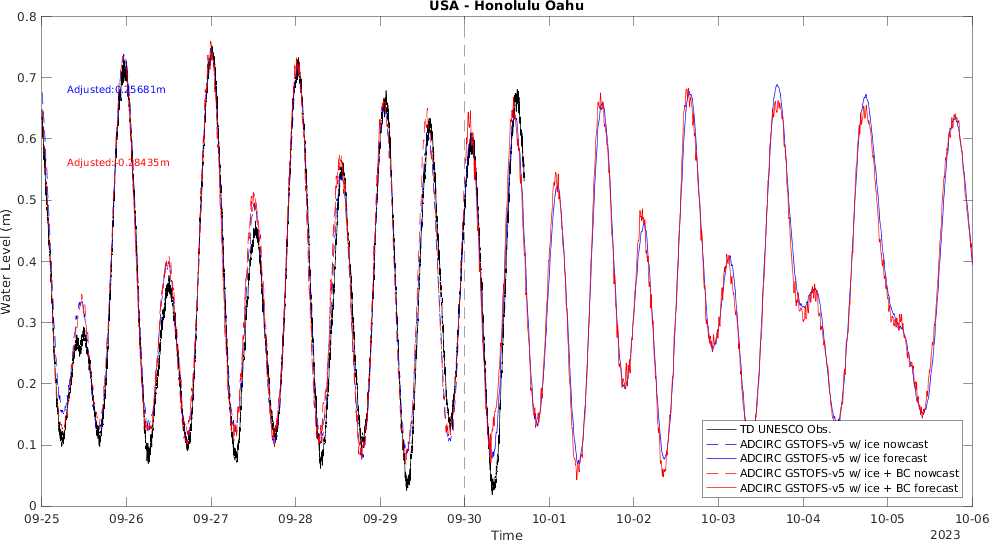 USA - Honolulu Oahu
0.8
0.7
0.6
0.5
0.4
0.3
0.2
0.1
0
Water Level (m)
Adjusted:0.25681m
Adjusted:-0.28435m
TD UNESCO Obs.
ADCIRC GSTOFS-v5 w/ ice nowcast
ADCIRC GSTOFS-v5 w/ ice forecast
ADCIRC GSTOFS-v5 w/ ice + BC nowcast
ADCIRC GSTOFS-v5 w/ ice + BC forecast
09-25 09-26 09-27 09-28 09-29 09-30 10-01 10-02 10-03 10-04 10-05 10-06
Time
2023